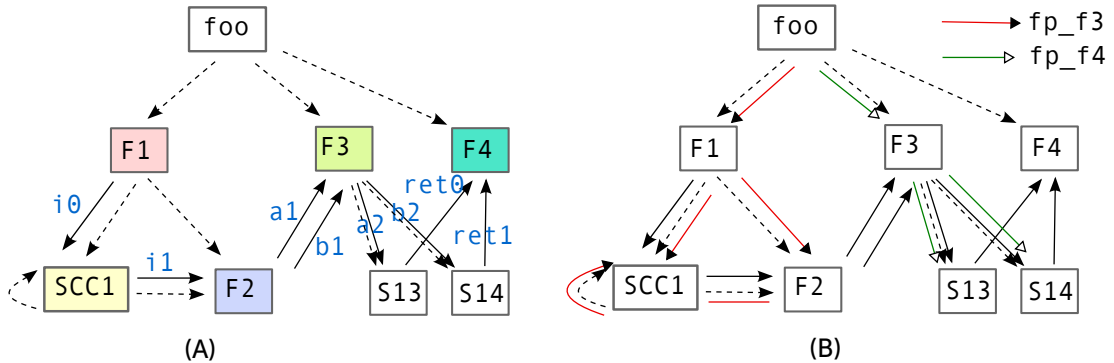 foo
F1
F3
F4
i0
ret0
a1
a2
b2
b1
ret1
i1
SCC1
F2
S13
S14
(A)
fp_f3
foo
fp_f4
F1
F3
F4
SCC1
F2
S13
S14
(B)